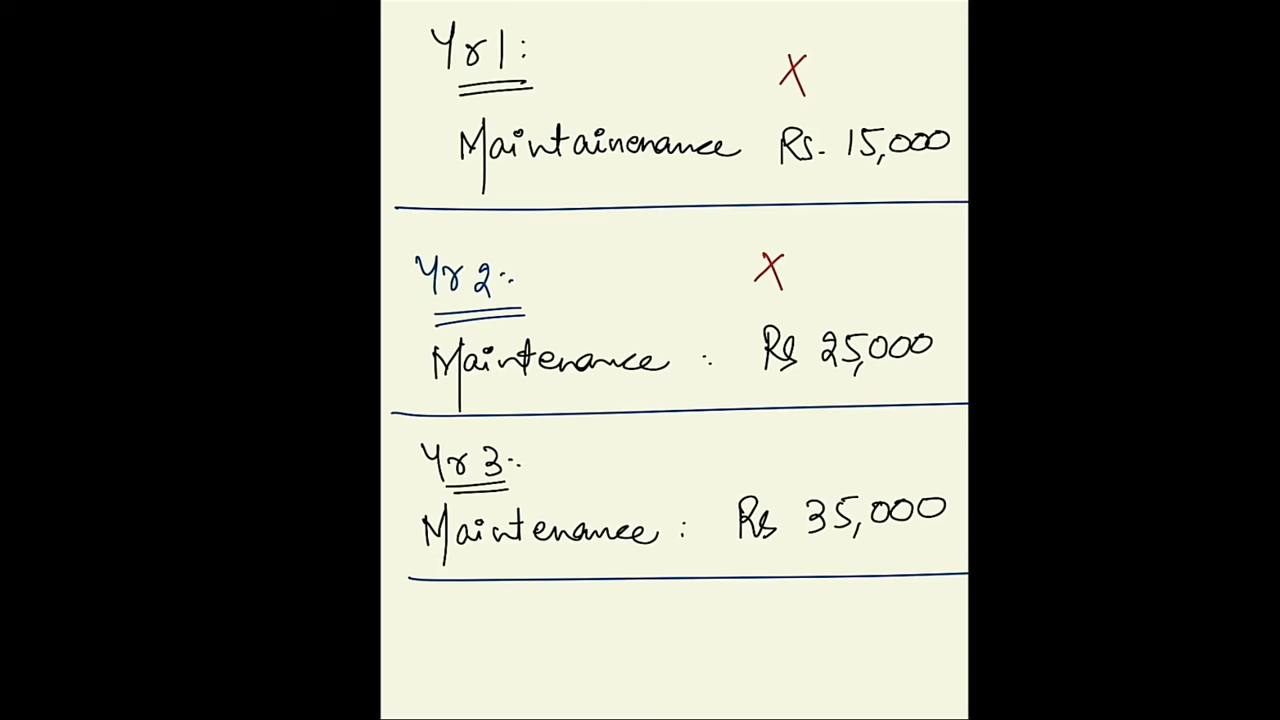 Yr 1:
X
Maintainenance Rs. 15,000
Yr 2:
X
Maintenance : Rs 25,000
Yr 3:
Maintenance : Rs 35,000